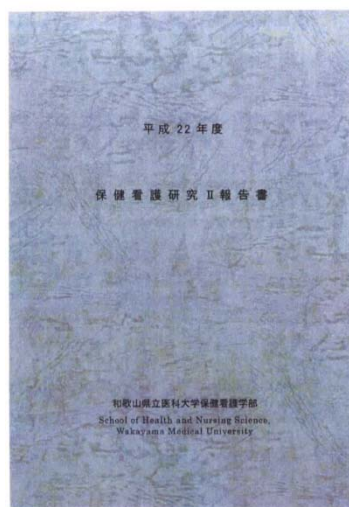 平成22年度
保健看護研究Ⅱ報告書
和歌山県立医科大学保健看護学部
School of Health and Nursing Science,
Wakayama Medical University